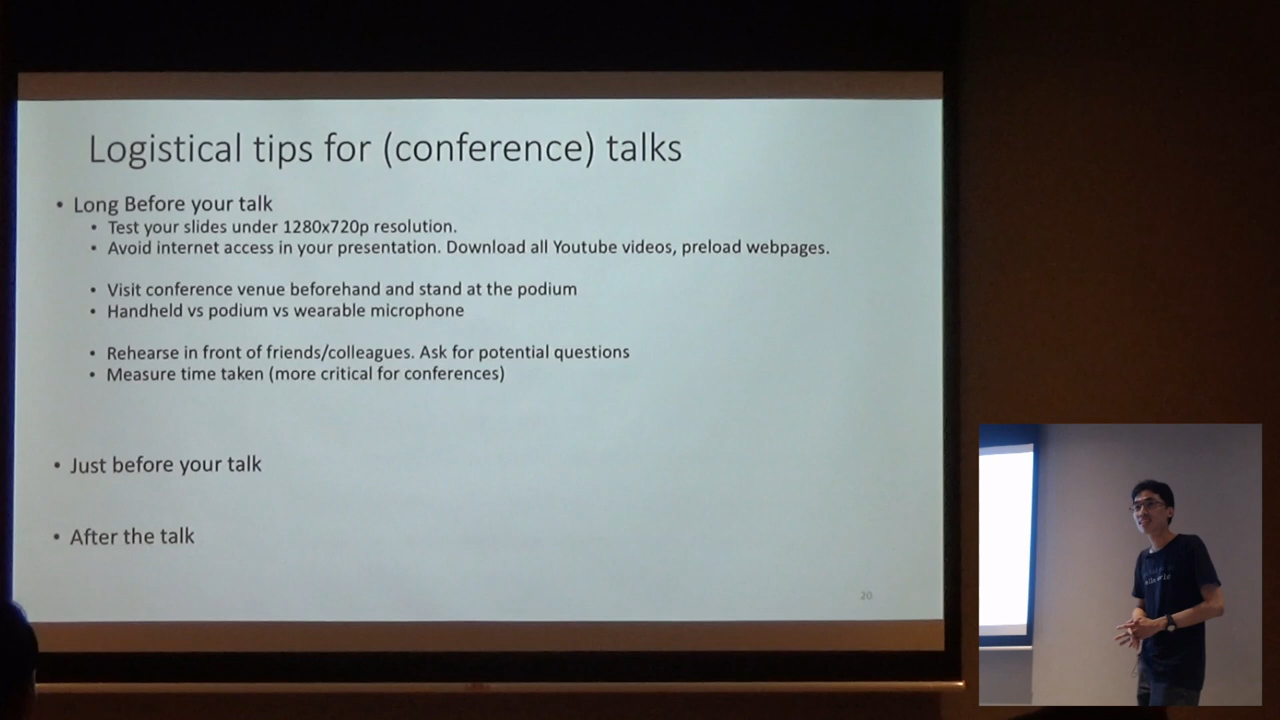 Logistical tips for (conference) talks
• Long Before your talk
• Test your slides under 1280x720p resolution.
• Avoid internet access in your presentation. Download all Youtube videos, preload webpages.
• Visit conference venue beforehand and stand at the podium
• Handheld vs podium vs wearable microphone
• Rehearse in front of friends/colleagues. Ask for potential questions
• Measure time taken (more critical for conferences)
• Just before your talk
• After the talk
20